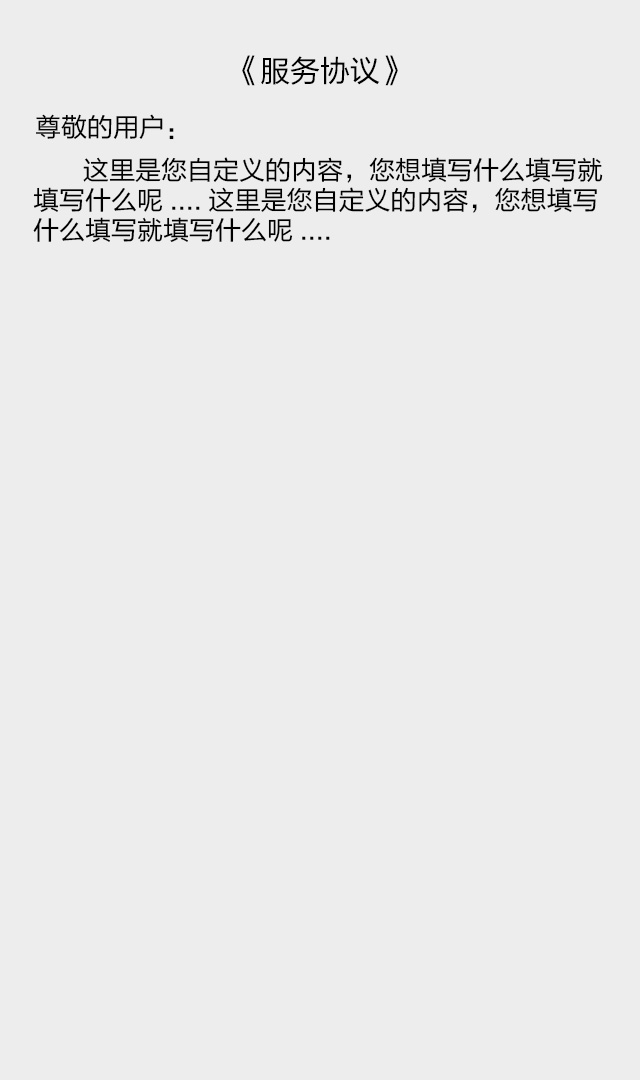 《服务协议》
尊敬的用户：
这里是您自定义的内容，您想填写什么填写就
填写什么呢 .... 这里是您自定义的内容，您想填写
什么填写就填写什么呢 ....